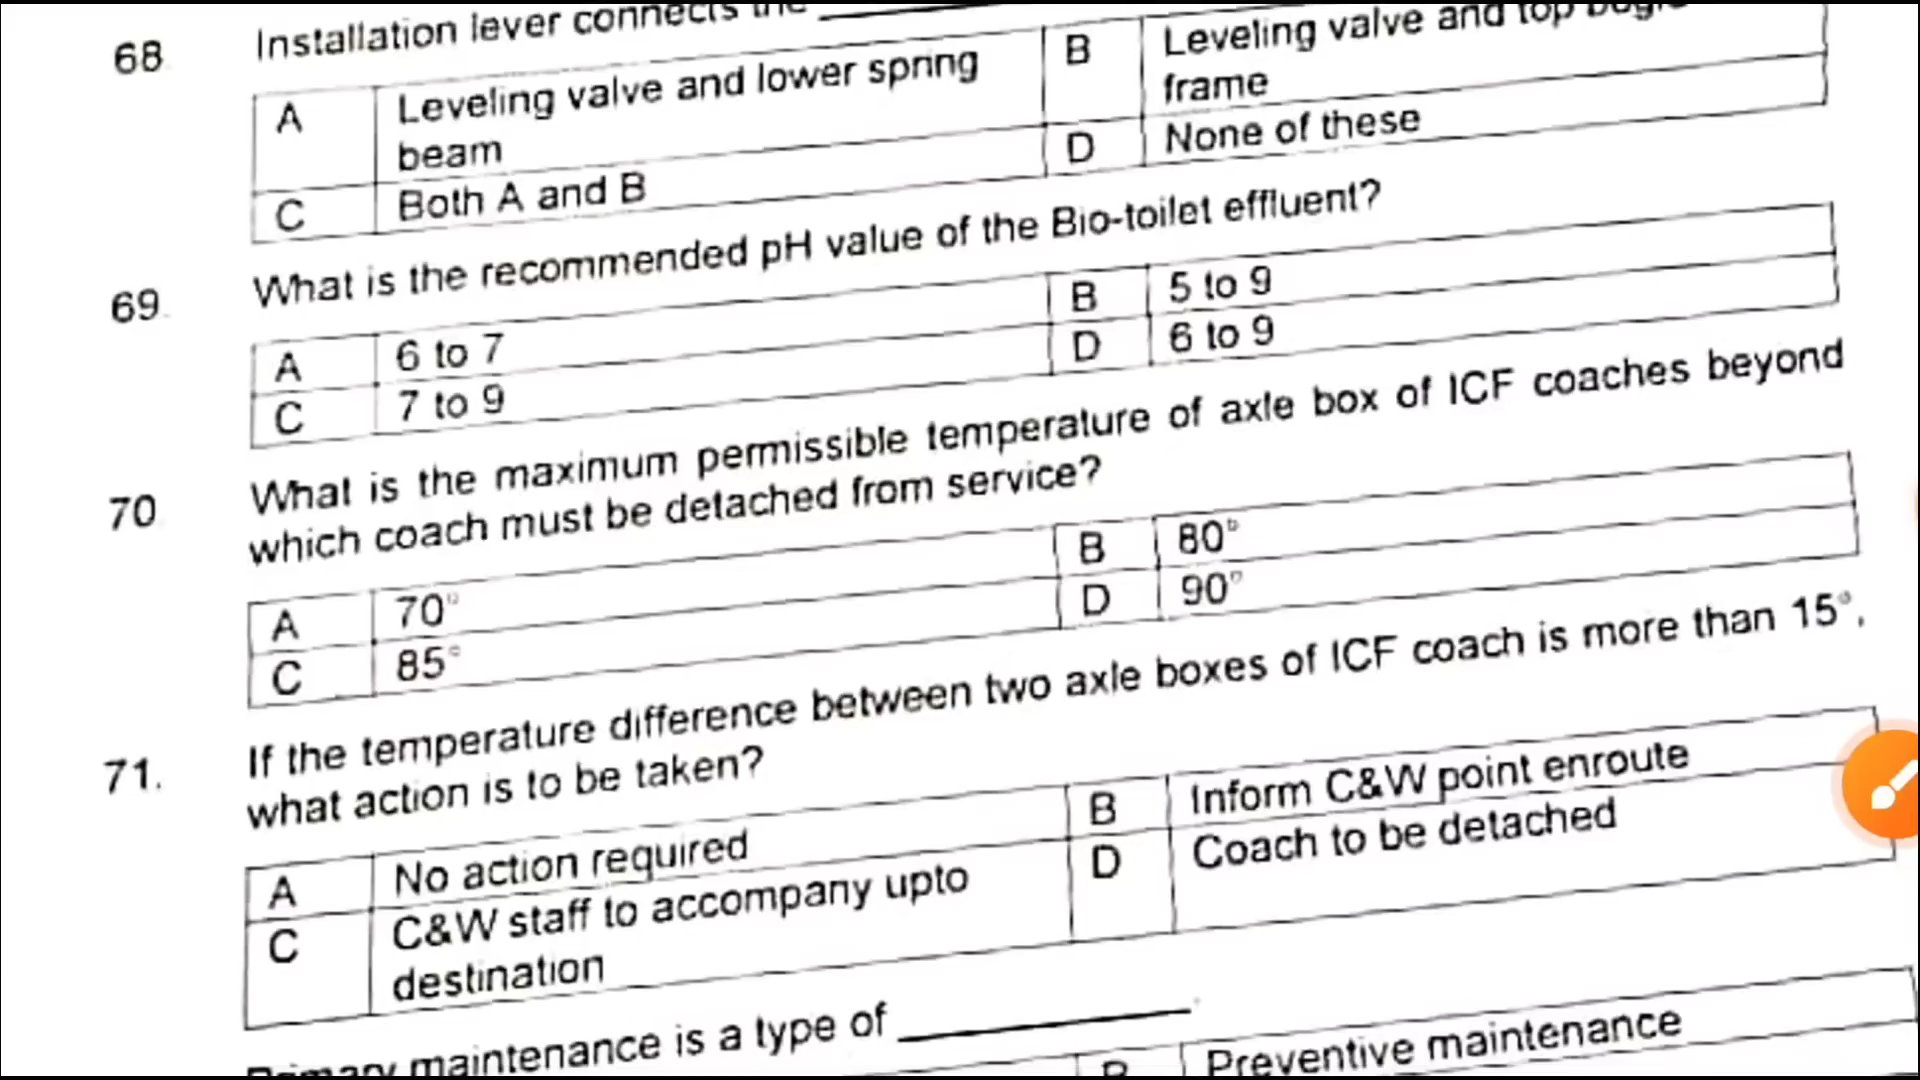 68 Installation lever connects the
A Leveling valve and lower spring beam B Leveling valve and top bogie frame
C Both A and B D None of these
69. What is the recommended pH value of the Bio-toilet effluent?
A 6 to 7 B 5 to 9
C 7 to 9 D 6 to 9
70 What is the maximum permissible temperature of axle box of ICF coaches beyond
which coach must be detached from service?
A 70° B 80°
C 85° D 90°
71. If the temperature difference between two axle boxes of ICF coach is more than 15°,
what action is to be taken?
A No action required B Inform C&W point enroute
C C&W staff to accompany upto destination D Coach to be detached
Primary maintenance is a type of
B Preventive maintenance